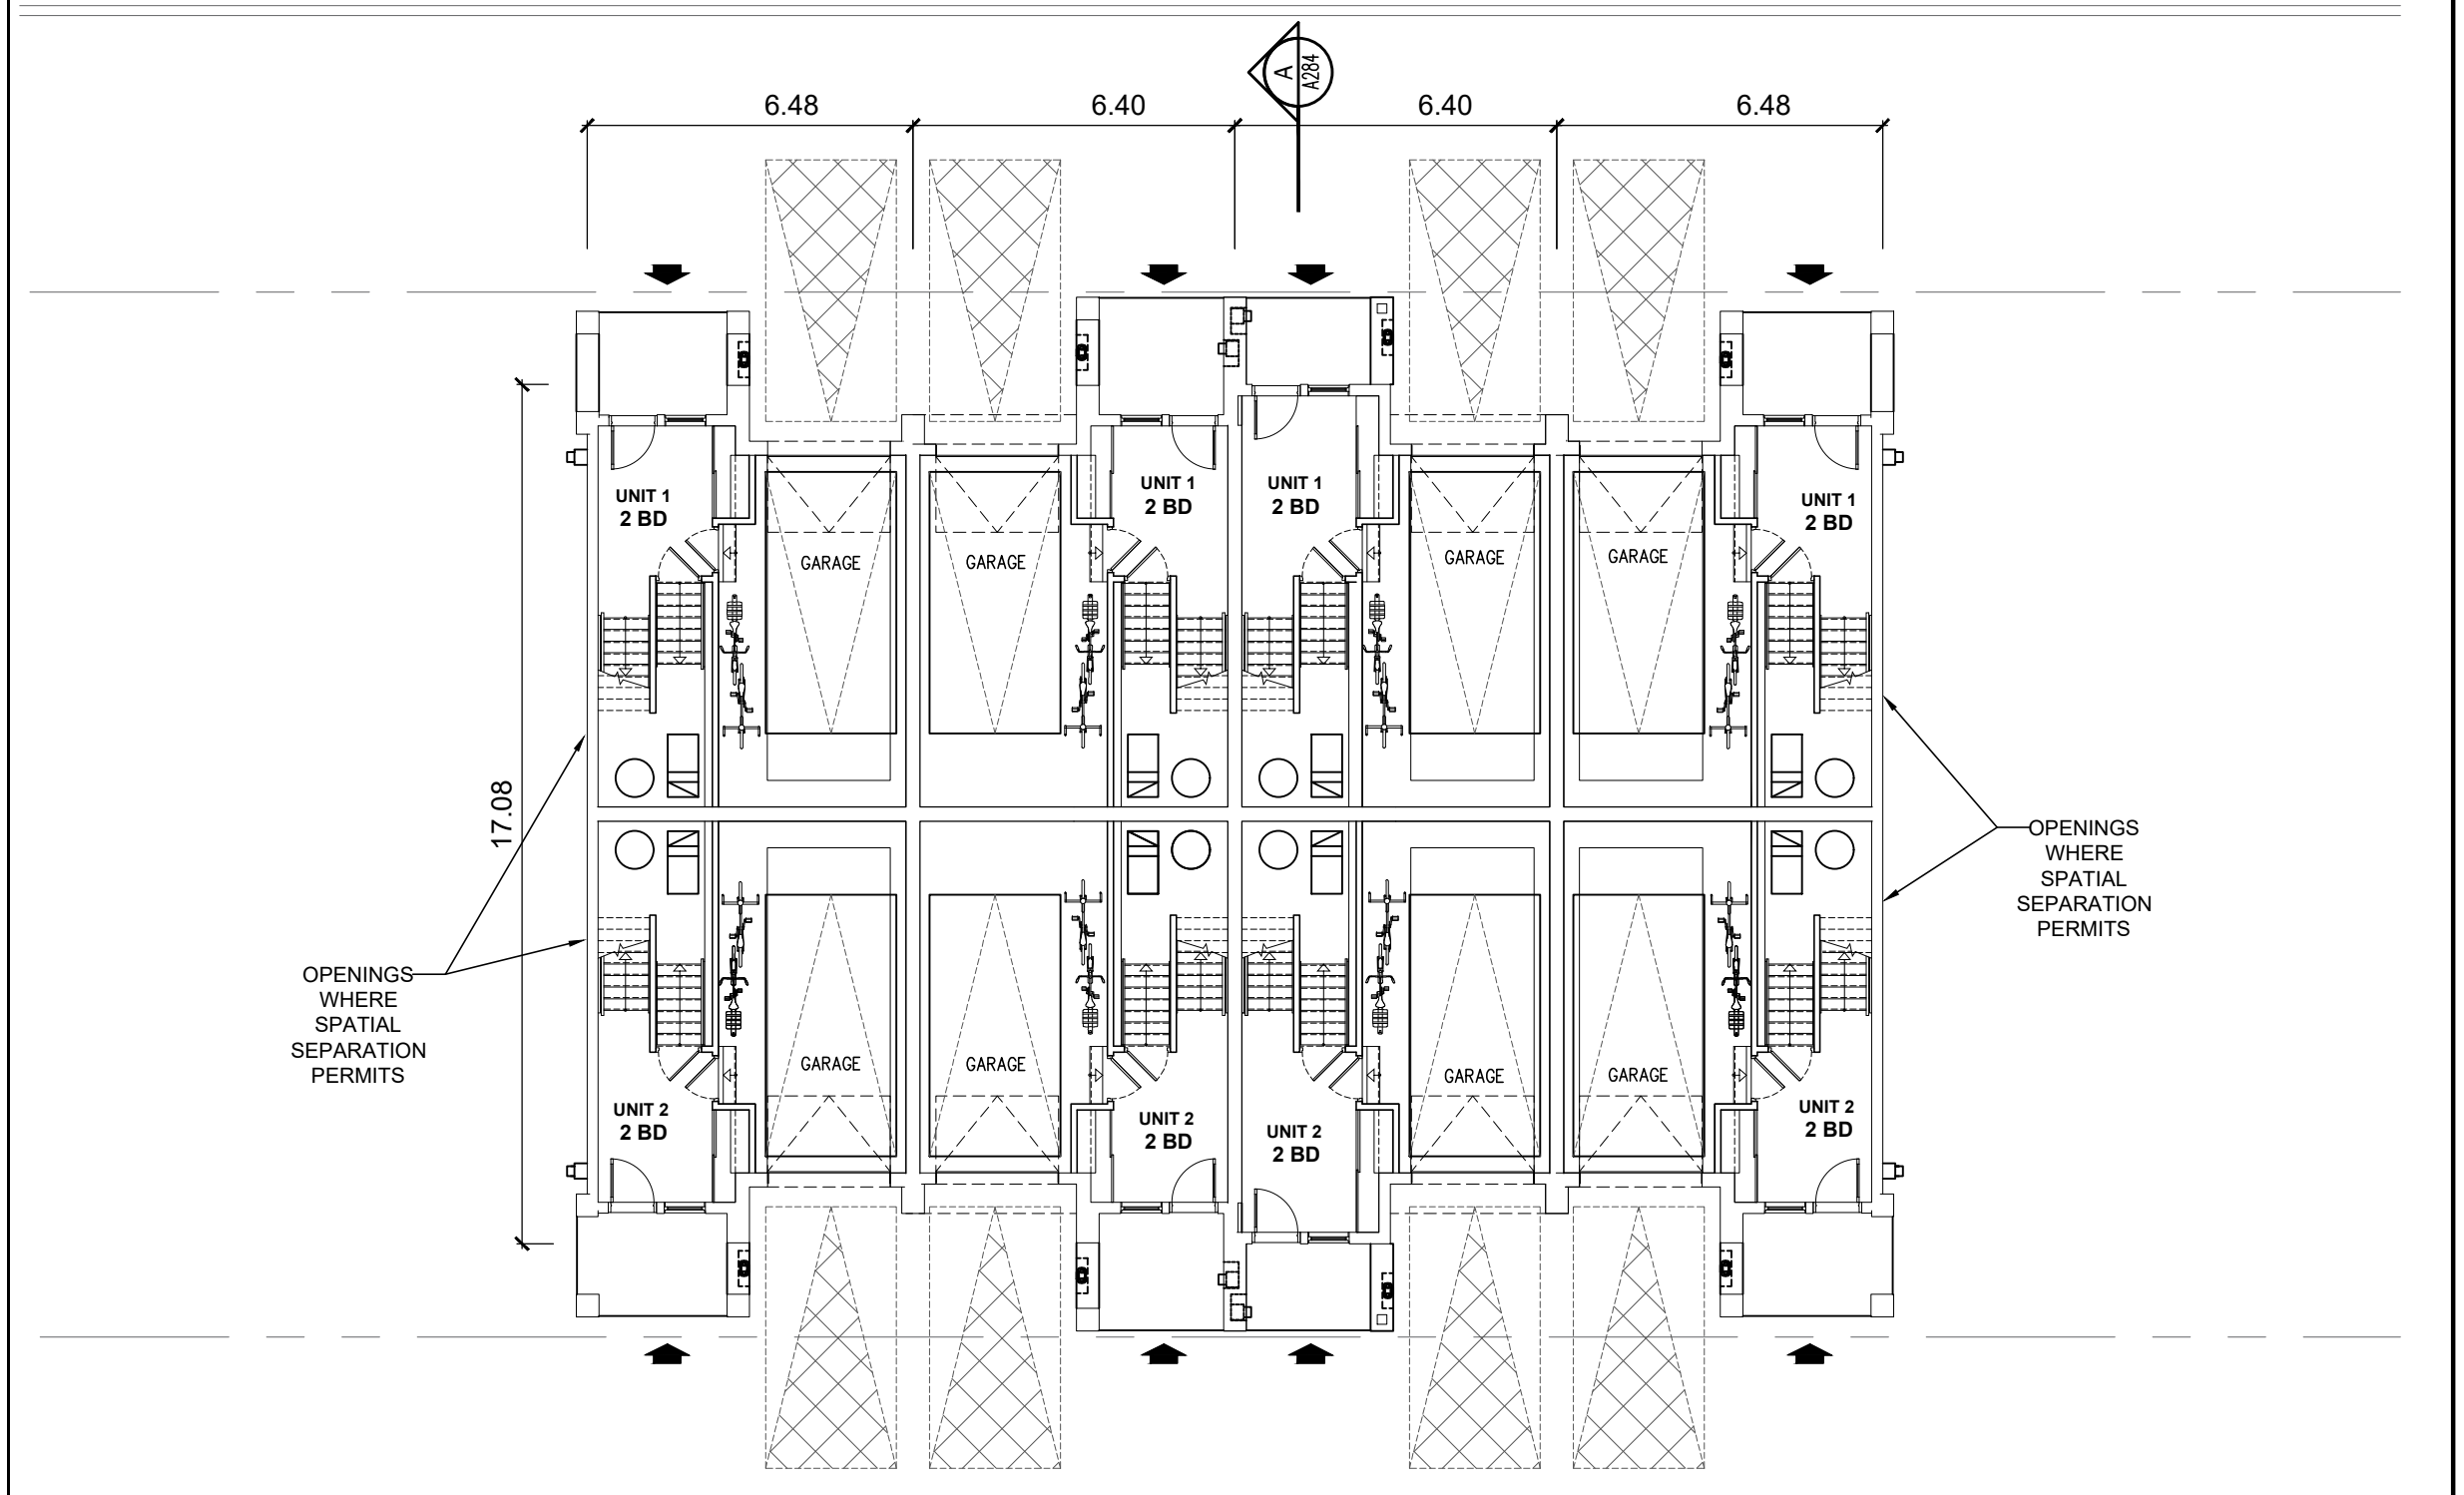 A
A284
6.48
6.40
6.40
6.48
UNIT 1
2 BD
UNIT 1
2 BD
UNIT 1
2 BD
UNIT 1
2 BD
GARAGE
GARAGE
GARAGE
GARAGE
17.08
OPENINGS
WHERE
SPATIAL
SEPARATION
PERMITS
OPENINGS
WHERE
SPATIAL
SEPARATION
PERMITS
GARAGE
GARAGE
GARAGE
GARAGE
UNIT 2
2 BD
UNIT 2
2 BD
UNIT 2
2 BD
UNIT 2
2 BD